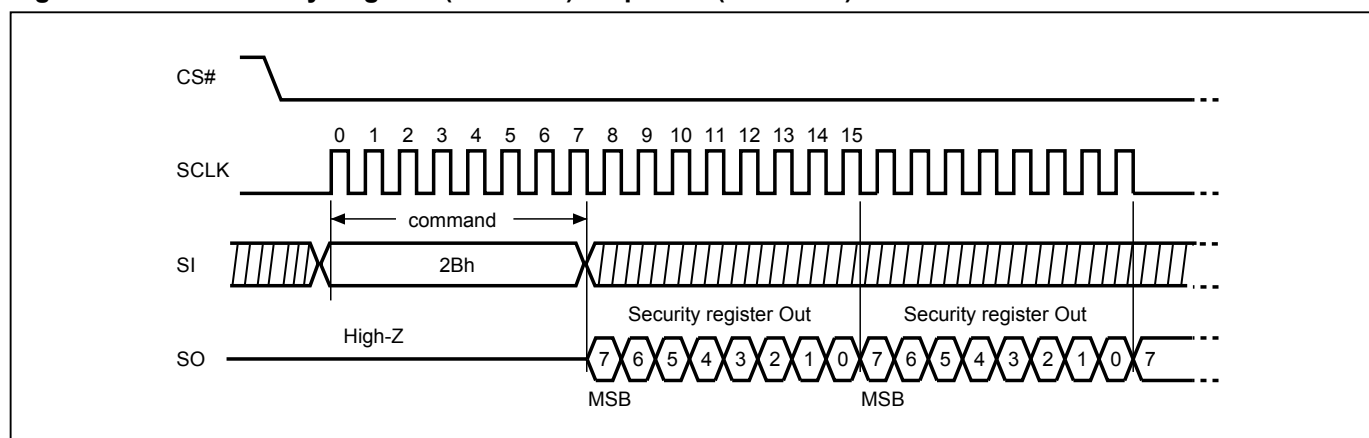 CS#
0 1 2 3 4 5 6 7 8 9 10 11 12 13 14 15
SCLK
command
SI
2Bh
Security register Out Security register Out
High-Z
SO
7 6 5 4 3 2 1 0 7 6 5 4 3 2 1 0 7
MSB MSB